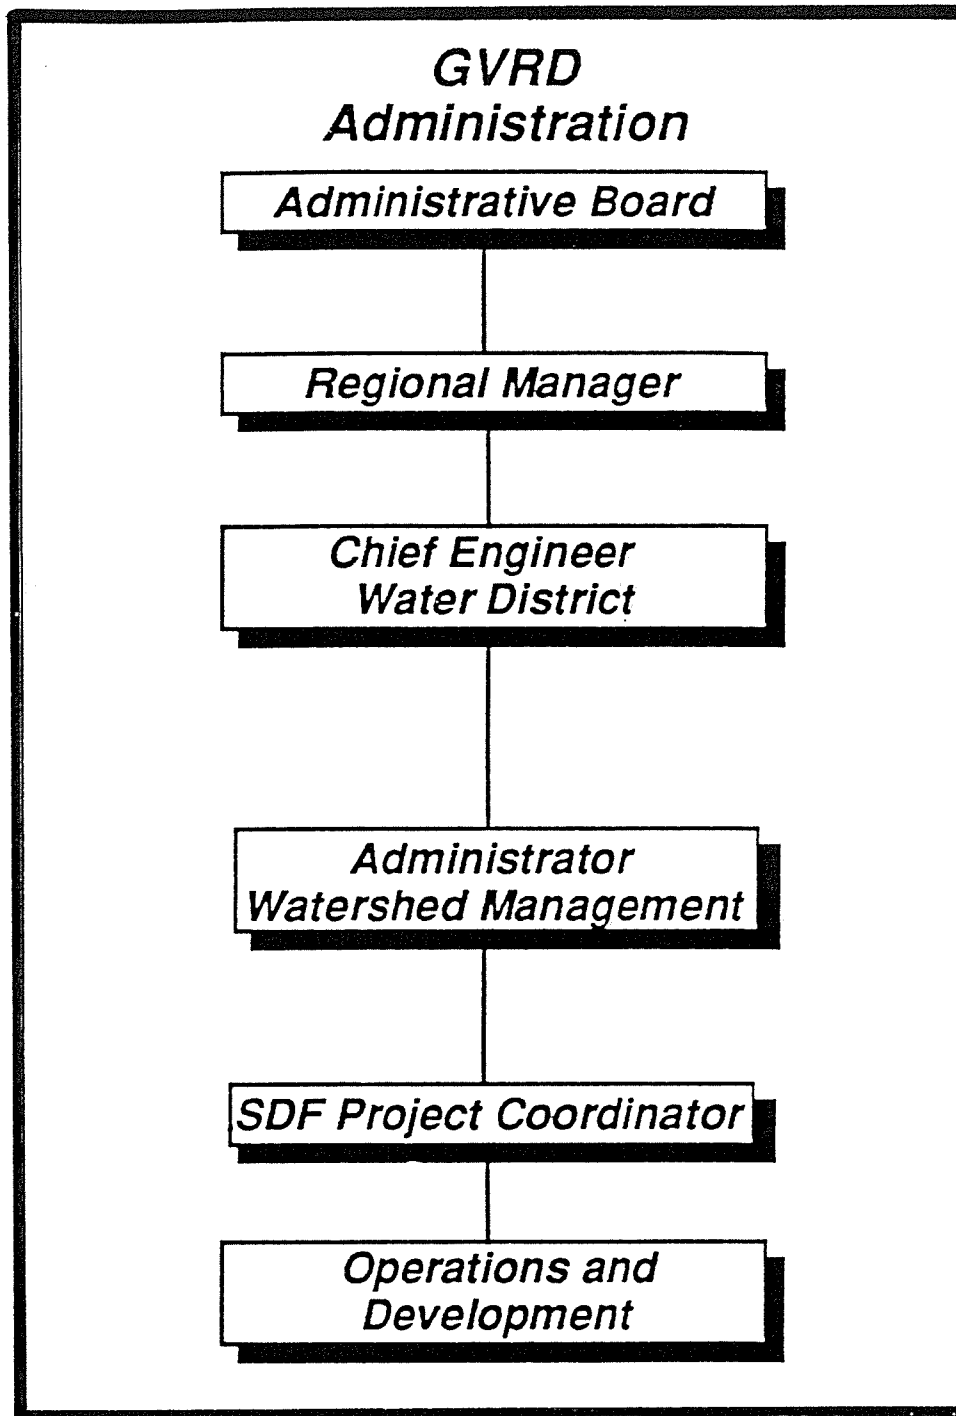 GVRD
Administration
Administrative Board
Regional Manager
Chief Engineer
Water District
Administrator
Watershed Management
SDF Project Coordinator
Operations and
Development